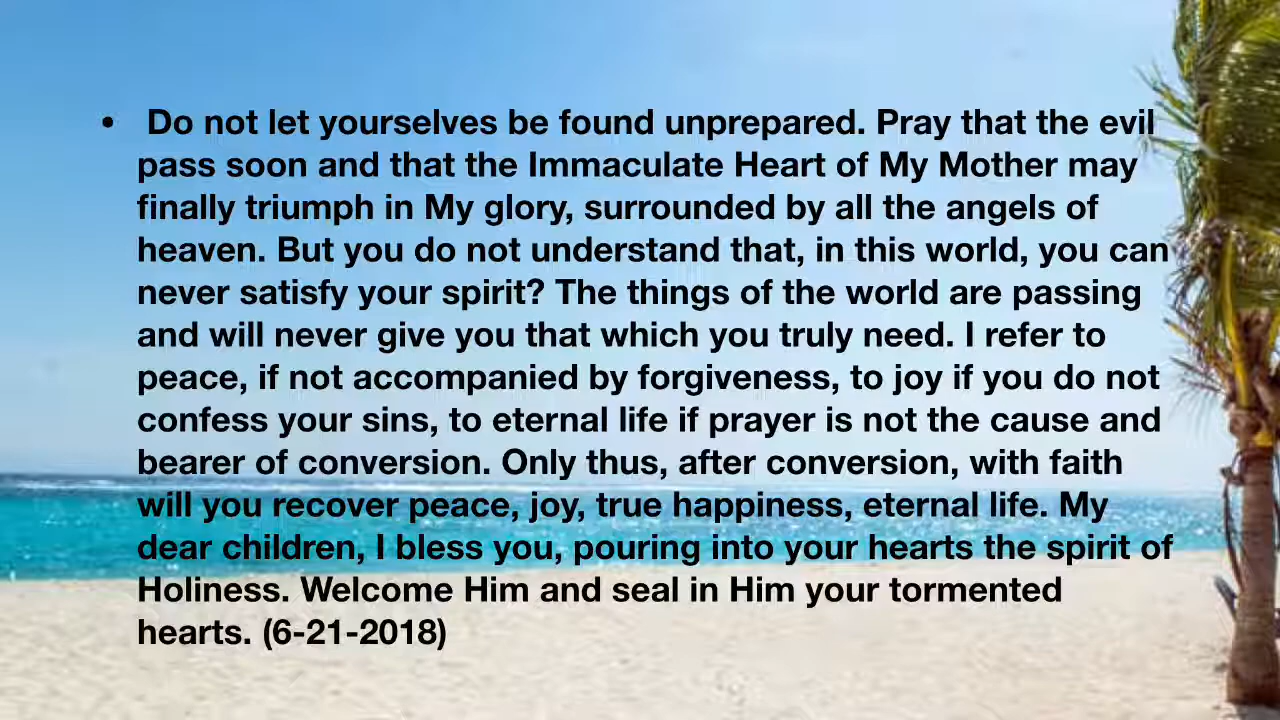 • Do not let yourselves be found unprepared. Pray that the evil
pass soon and that the Immaculate Heart of My Mother may
finally triumph in My glory, surrounded by all the angels of
heaven. But you do not understand that, in this world, you can
never satisfy your spirit? The things of the world are passing
and will never give you that which you truly need. I refer to
peace, if not accompanied by forgiveness, to joy if you do not
confess your sins, to eternal life if prayer is not the cause and
bearer of conversion. Only thus, after conversion, with faith
will you recover peace, joy, true happiness, eternal life. My
dear children, I bless you, pouring into your hearts the spirit of
Holiness. Welcome Him and seal in Him your tormented
hearts. (6-21-2018)